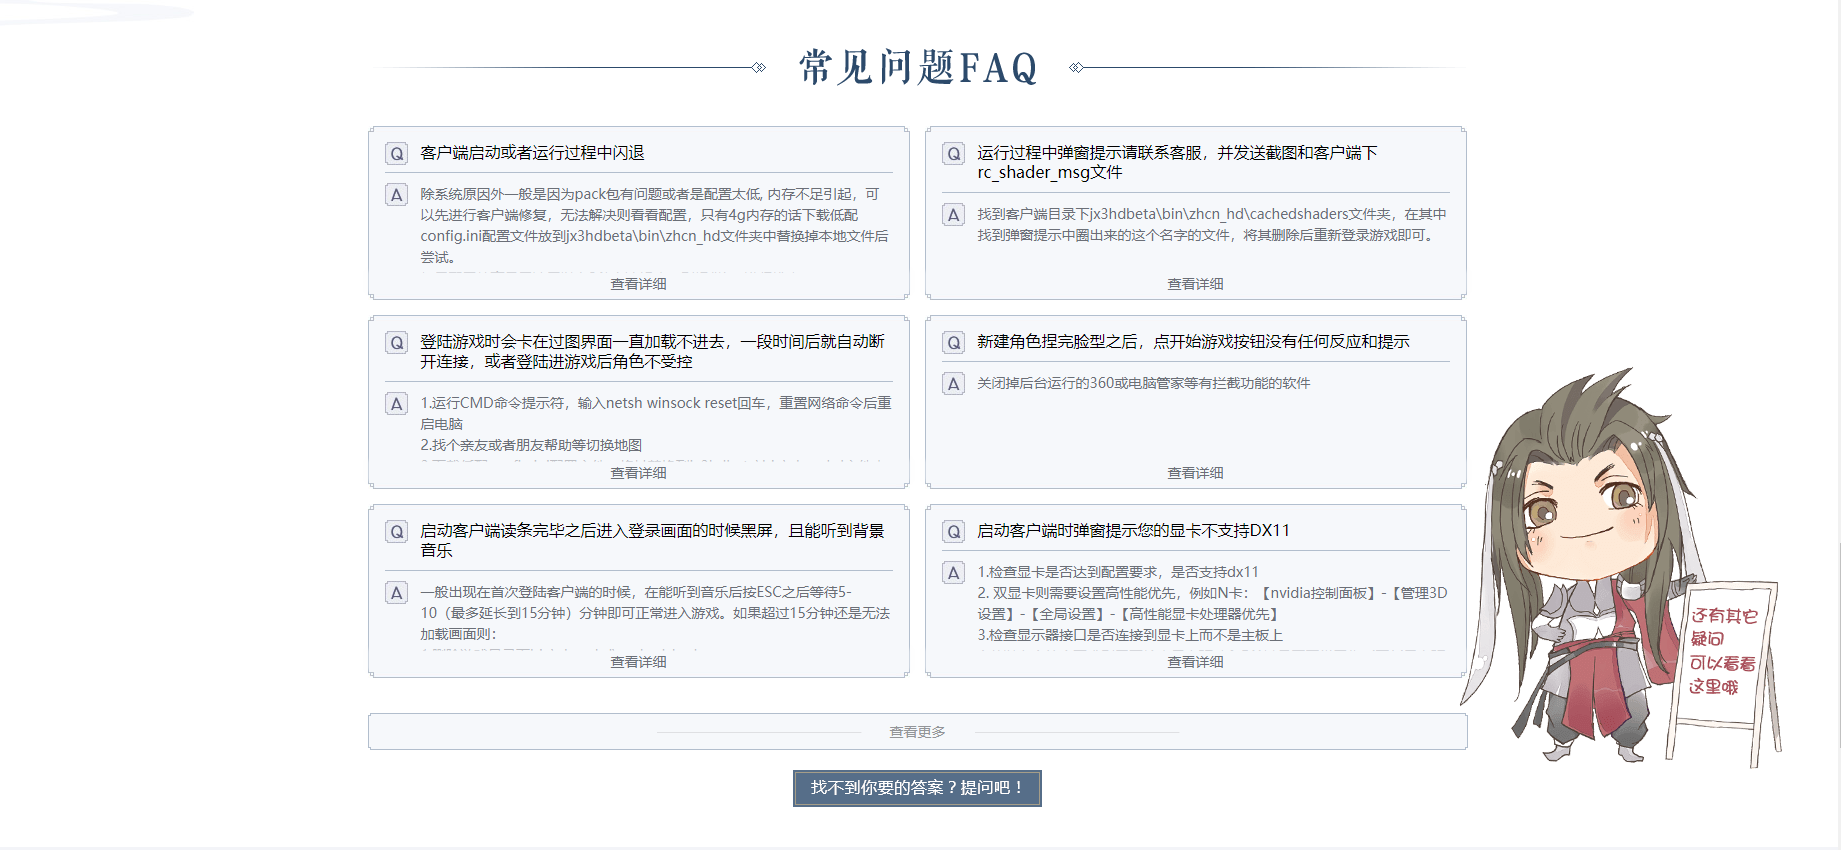 常见问题FAQ
Q 客户端启动或者运行过程中闪退
A 除系统原因外一般是因为pack包有问题或者是配置太低, 内存不足引起，可
以先进行客户端修复，无法解决则看看配置，只有4g内存的话下载低配
config.ini配置文件放到jx3hdbeta\bin\zhcn_hd文件夹中替换掉本地文件后
尝试。
查看详细
Q 运行过程中弹窗提示请联系客服，并发送截图和客户端下
rc_shader_msg文件
A 找到客户端目录下jx3hdbeta\bin\zhcn_hd\cachedshaders文件夹，在其中
找到弹窗提示中圈出来的这个名字的文件，将其删除后重新登录游戏即可。
查看详细
Q 登陆游戏时会卡在过图界面一直加载不进去，一段时间后就自动断
开连接，或者登陆进游戏后角色不受控
A 1.运行CMD命令提示符，输入netsh winsock reset回车，重置网络命令后重
启电脑
2.找个亲友或者朋友帮助等切换地图
查看详细
Q 新建角色捏完脸型之后，点开始游戏按钮没有任何反应和提示
A 关闭掉后台运行的360或电脑管家等有拦截功能的软件
查看详细
Q 启动客户端读条完毕之后进入登录画面的时候黑屏，且能听到背景
音乐
A 一般出现在首次登陆客户端的时候，在能听到音乐后按ESC之后等待5-
10（最多延长到15分钟）分钟即可正常进入游戏。如果超过15分钟还是无法
加载画面则：
查看详细
Q 启动客户端时弹窗提示您的显卡不支持DX11
A 1.检查显卡是否达到配置要求，是否支持dx11
2. 双显卡则需要设置高性能优先，例如N卡：【nvidia控制面板】-【管理3D
设置】-【全局设置】-【高性能显卡处理器优先】
3.检查显示器接口是否连接到显卡上而不是主板上
查看详细
还有其它
疑问
可以看看
这里哦
查看更多
找不到你要的答案？提问吧！